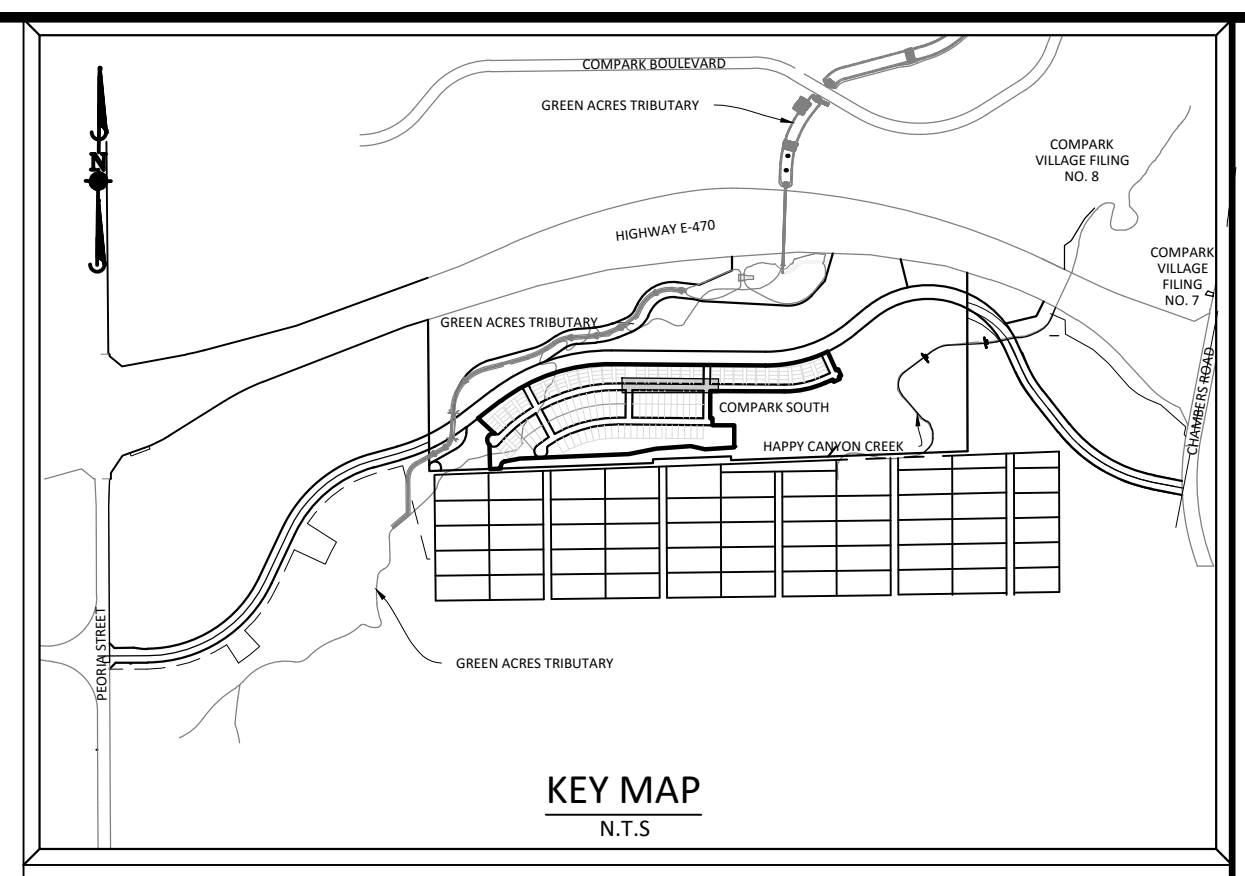 COMPARK BOULEVARD
GREEN ACRES TRIBUTARY
COMPARK
VILLAGE FILING
NO. 8
N
HIGHWAY E-470
COMPARK
VILLAGE
FILING
NO. 7
GREEN ACRES TRIBUTARY
CHAMBERS ROAD
COMPARK SOUTH
HAPPY CANYON CREEK
PEORIA STREET
GREEN ACRES TRIBUTARY
KEY MAP
N.T.S